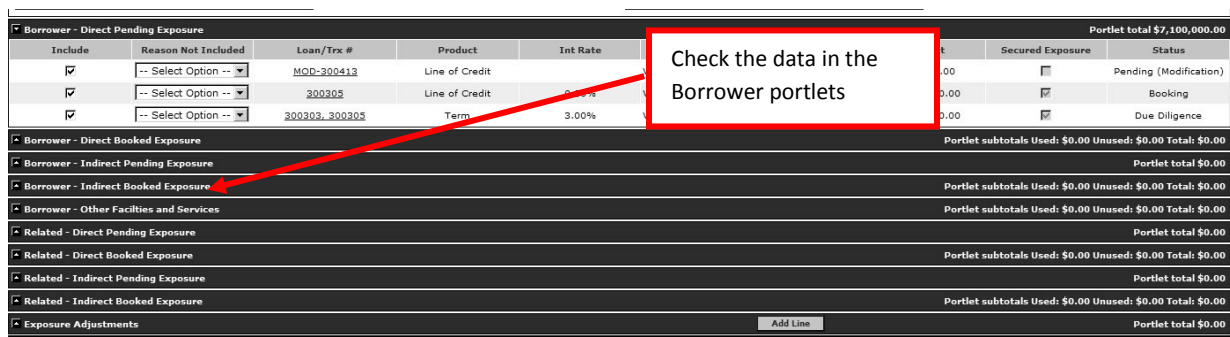 Borrower - Direct Pending Exposure Portlet total $7,100,000.00
Include Reason Not Included Loan/Trx # Product Int Rate Secured Exposure Status
-- Select Option -- MOD-300413 Line of Credit .00 Pending (Modification)
-- Select Option -- 300305 Line of Credit 0.00 Booking
-- Select Option -- 300303, 300305 Term 3.00% 0.00 Due Diligence
Check the data in the
Borrower portlets
Borrower - Direct Booked Exposure Portlet subtotals Used: $0.00 Unused: $0.00 Total: $0.00
Borrower - Indirect Pending Exposure Portlet total $0.00
Borrower - Indirect Booked Exposure Portlet subtotals Used: $0.00 Unused: $0.00 Total: $0.00
Borrower - Other Facilties and Services Portlet subtotals Used: $0.00 Unused: $0.00 Total: $0.00
Related - Direct Pending Exposure Portlet total $0.00
Related - Direct Booked Exposure Portlet subtotals Used: $0.00 Unused: $0.00 Total: $0.00
Related - Indirect Pending Exposure Portlet total $0.00
Related - Indirect Booked Exposure Portlet subtotals Used: $0.00 Unused: $0.00 Total: $0.00
Exposure Adjustments Add Line Portlet total $0.00